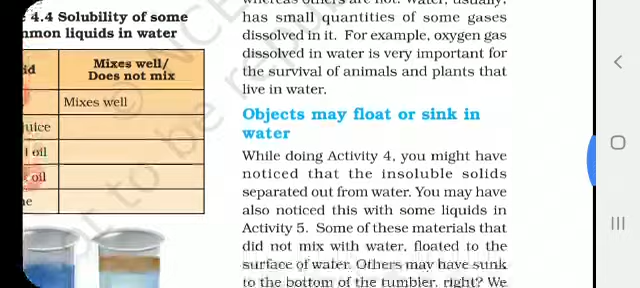 4.4 Solubility of some
mmon liquids in water
id
Mixes well/
Does not mix
Mixes well
uice
l oil
oil
e
has small quantities of some gases
dissolved in it. For example, oxygen gas
dissolved in water is very important for
the survival of animals and plants that
live in water.
Objects may float or sink in
water
While doing Activity 4, you might have
noticed that the insoluble solids
separated out from water. You may have
also noticed this with some liquids in
Activity 5. Some of these materials that
did not mix with water, floated to the
surface of water. Others may have sunk
to the bottom of the tumbler, right? We